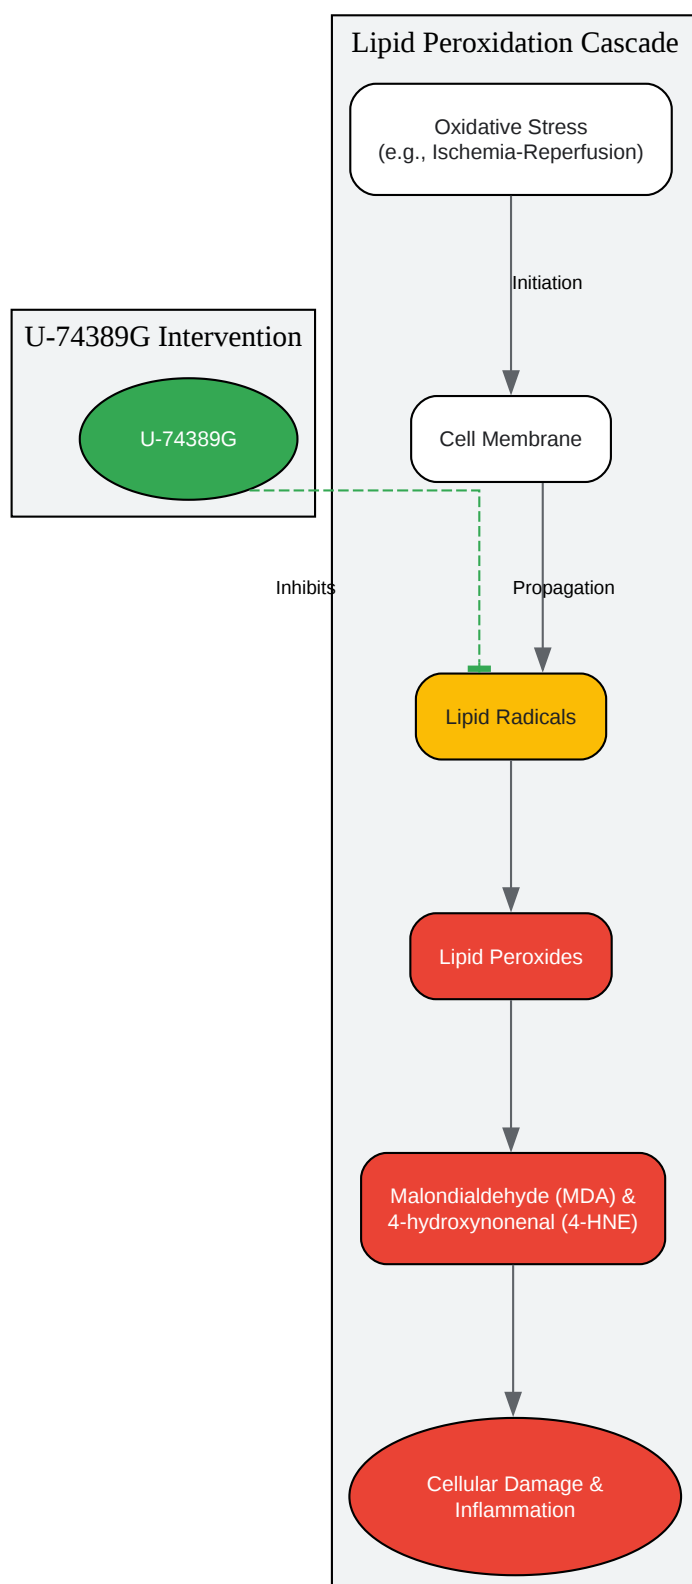 Lipid Peroxidation Cascade
Oxidative Stress
(e.g., Ischemia-Reperfusion)
Initiation
U-74389G Intervention
U-74389G
Cell Membrane
Inhibits
Propagation
Lipid Radicals
Lipid Peroxides
Malondialdehyde (MDA) &
4-hydroxynonenal (4-HNE)
Cellular Damage &
Inflammation